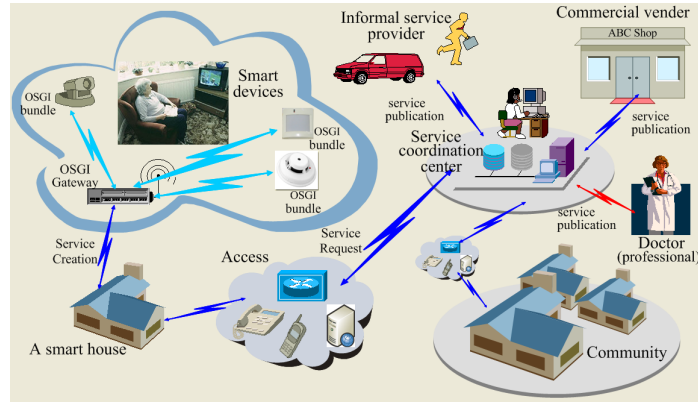 Informal service
provider
Commercial vender
ABC Shop
Smart
devices
OSGI
bundle
OSGI
bundle
OSGI
bundle
OSGI
Gateway
service
publication
service
publication
Service
coordination
center
service
publication
Doctor
(professional)
Service
Creation
Service
Request
Access
A smart house
Community